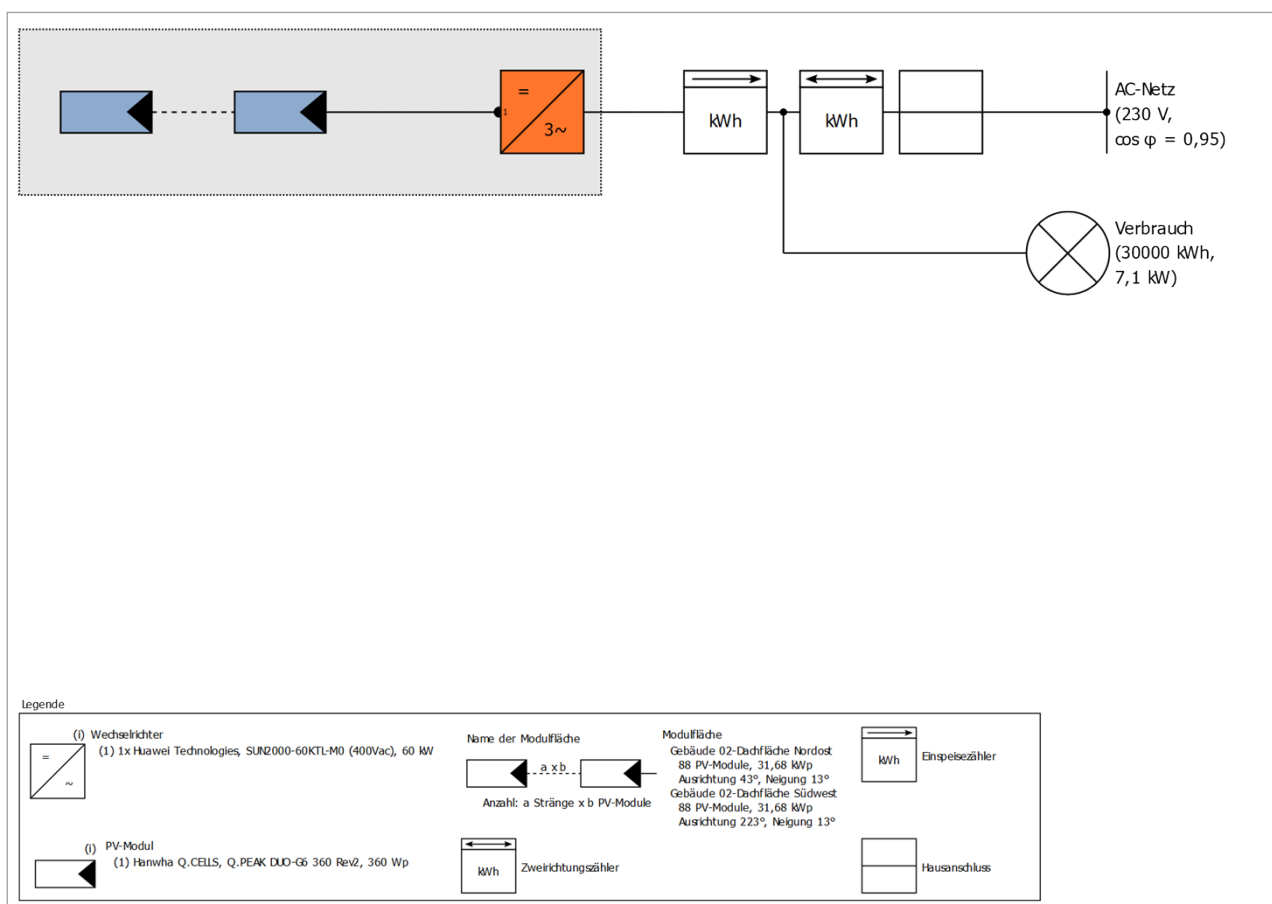 =
1
3~
kWh
kWh
AC-Netz
(230 V,
cos φ = 0,95)
Verbrauch
(30000 kWh,
7,1 kW)
Legende
(i) Wechselrichter
(1) 1x Huawei Technologies, SUN2000-60KTL-M0 (400Vac), 60 kW
=
~
(i) PV-Modul
(1) Hanwha Q.CELLS, Q.PEAK DUO-G6 360 Rev2, 360 Wp
Name der Modulfläche
a x b
Anzahl: a Stränge x b PV-Module
kWh
Zweirichtungszähler
Modulfläche
Gebäude 02-Dachfläche Nordost
88 PV-Module, 31,68 kWp
Ausrichtung 43°, Neigung 13°
Gebäude 02-Dachfläche Südwest
88 PV-Module, 31,68 kWp
Ausrichtung 223°, Neigung 13°
kWh
Einspeisezähler
Hausanschluss